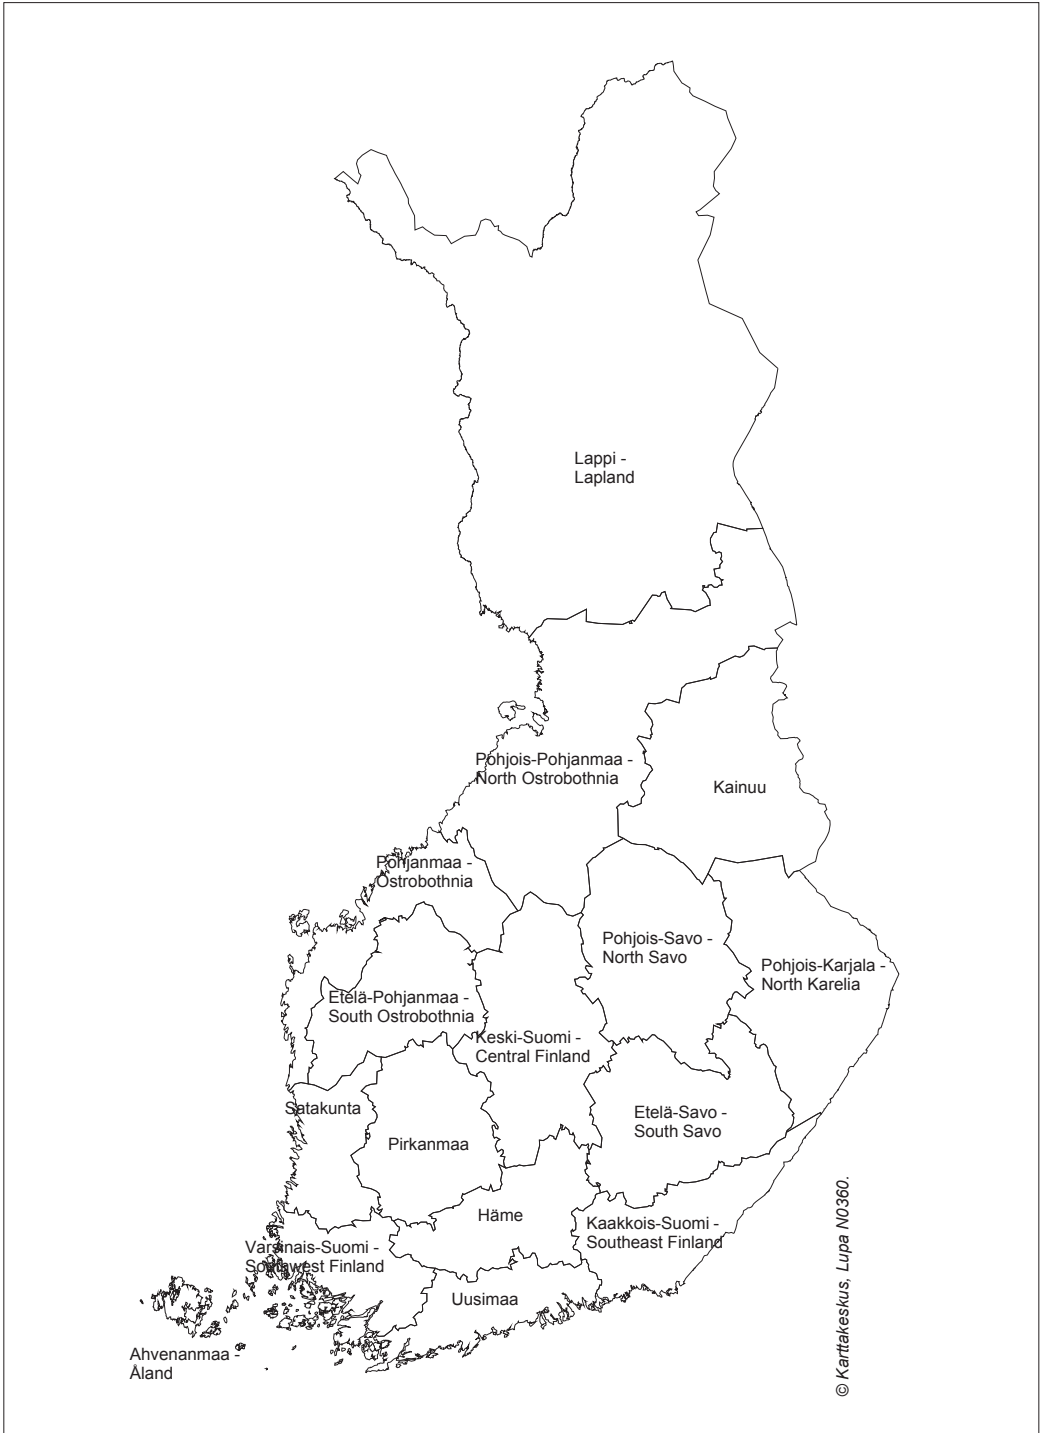 Lappi -
Lapland
Pohjois-Pohjanmaa -
North Ostrobothnia
Kainuu
Pohjanmaa -
Ostrobothnia
Pohjois-Savo -
North Savo
Pohjois-Karjala -
North Karelia
Etelä-Pohjanmaa -
South Ostrobothnia
Keski-Suomi -
Central Finland
Satakunta
Etelä-Savo -
South Savo
Pirkanmaa
Häme
Kaakkois-Suomi -
Southeast Finland
Varsinais-Suomi -
Southwest Finland
Uusimaa
Ahvenanmaa -
Åland
© Karttakeskus, Lupa N0360.